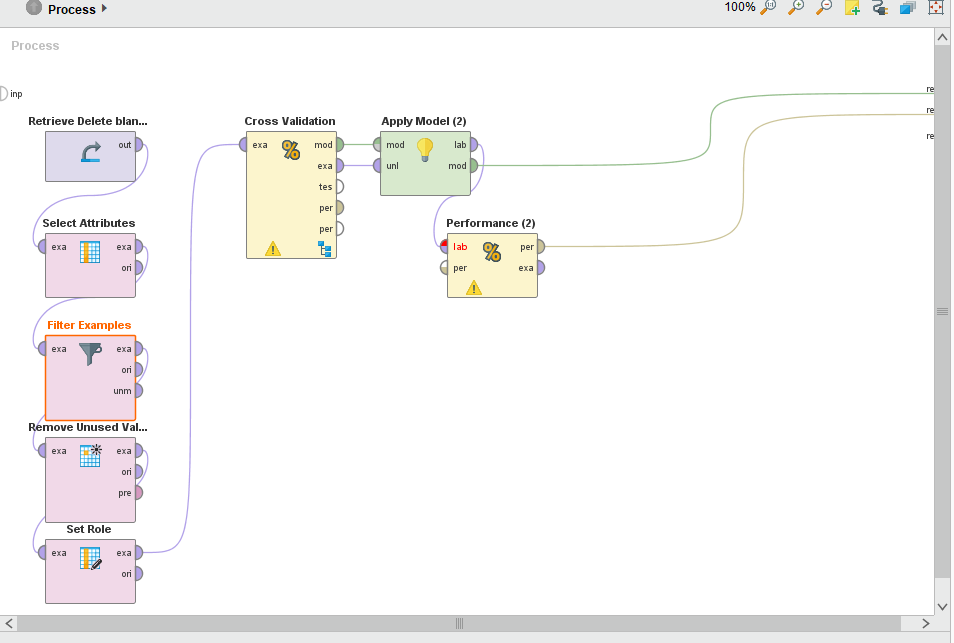 Process
100%
Process
inp
re
re
re
Retrieve Delete blan...
out
Select Attributes
exa exa
ori
Filter Examples
exa exa
ori
unm
Remove Unused Val...
exa exa
ori
pre
Set Role
exa exa
ori
Cross Validation
exa % mod
exa
tes
per
per
Apply Model (2)
mod lab
unl mod
Performance (2)
lab % per
per exa